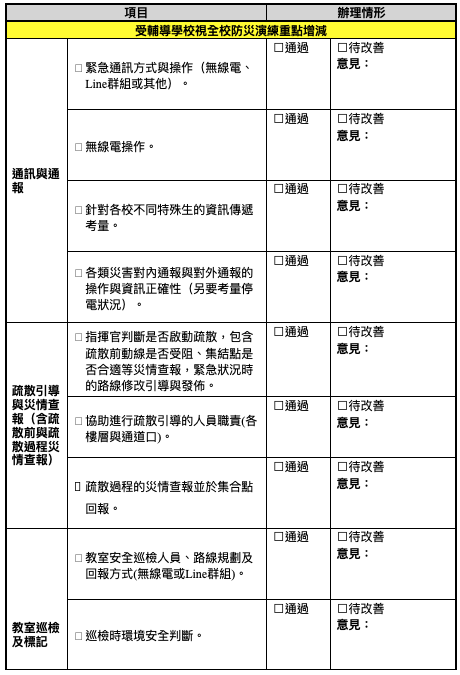 項目 辦理情形
受輔導學校視全校防災演練重點增減
通訊與通
報
□ 緊急通訊方式與操作（無線電、
Line群組或其他）。
□通過 □待改善
意見：
□ 無線電操作。
□通過 □待改善
意見：
□ 針對各校不同特殊生的資訊傳遞
考量。
□通過 □待改善
意見：
□ 各類災害對內通報與對外通報的
操作與資訊正確性（另要考量停
電狀況）。
□通過 □待改善
意見：
疏散引導
與災情查
報（含疏
散前與疏
散過程災
情查報）
□ 指揮官判斷是否啟動疏散，包含
疏散前動線是否受阻、集結點是
否合適等災情查報，緊急狀況時
的路線修改引導與發佈。
□通過 □待改善
意見：
□ 協助進行疏散引導的人員職責(各
樓層與通道口)。
□通過 □待改善
意見：
▯ 疏散過程的災情查報並於集合點
回報。
□通過 □待改善
意見：
教室巡檢
及標記
□ 教室安全巡檢人員、路線規劃及
回報方式(無線電或Line群組)。
□通過 □待改善
意見：
□ 巡檢時環境安全判斷。
□通過 □待改善
意見：